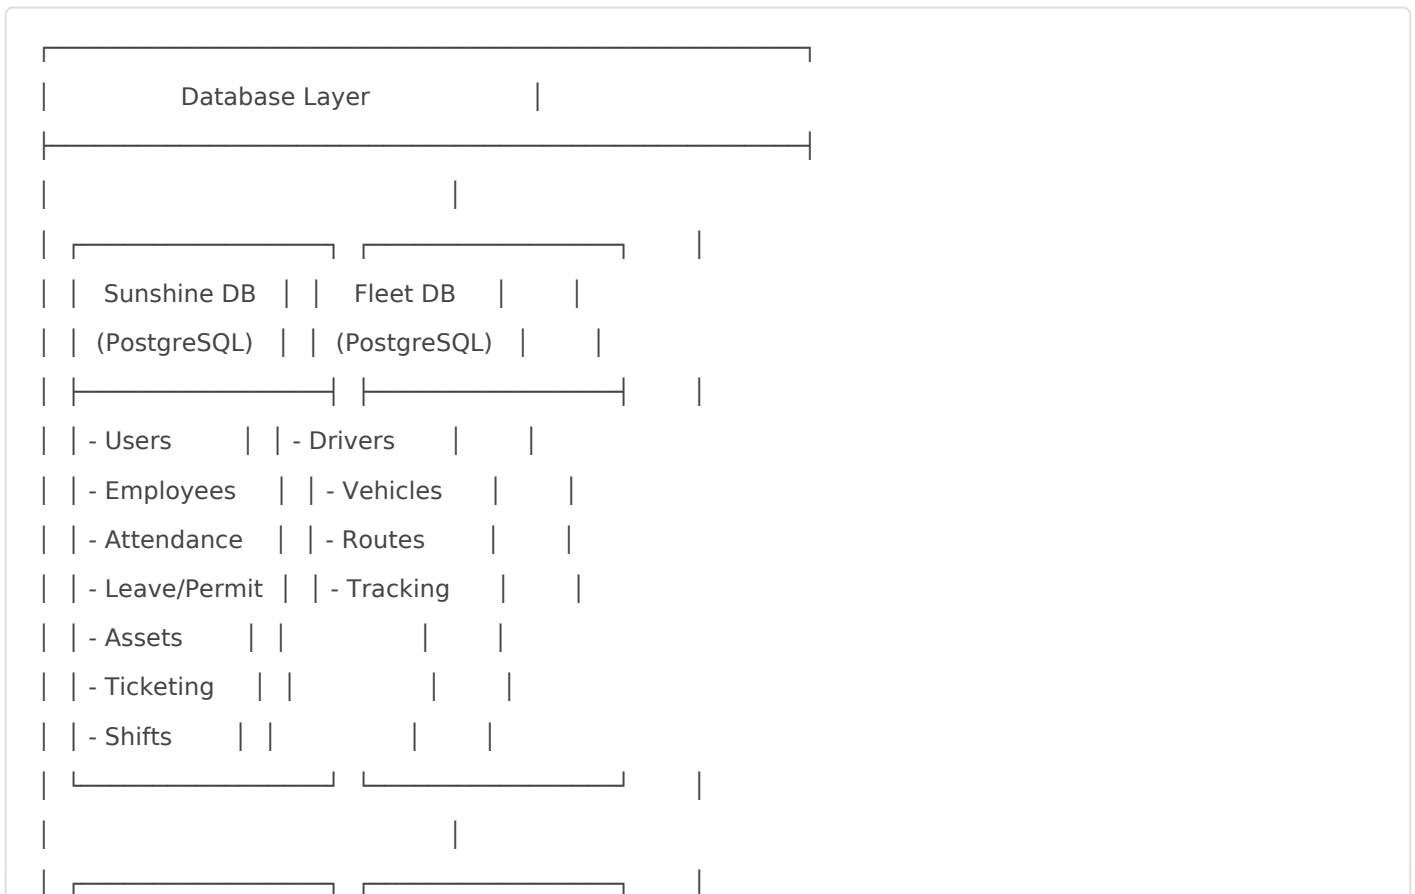 ┌──────────────────────────────────────────────────┐
│                 Database Layer                     │
├──────────────────────────────────────────────────┤
│                                                    │
│  ┌─────────────────┐  ┌─────────────────┐         │
│  │   Sunshine DB   │  │    Fleet DB     │         │
│  │  (PostgreSQL)   │  │  (PostgreSQL)   │         │
│  ├─────────────────┤  ├─────────────────┤         │
│  │ - Users         │  │ - Drivers       │         │
│  │ - Employees     │  │ - Vehicles      │         │
│  │ - Attendance    │  │ - Routes        │         │
│  │ - Leave/Permit  │  │ - Tracking      │         │
│  │ - Assets        │  │                 │         │
│  │ - Ticketing     │  │                 │         │
│  │ - Shifts        │  │                 │         │
│  └─────────────────┘  └─────────────────┘         │
│                                                    │
│  ┌─────────────────┐  ┌─────────────────┐         │